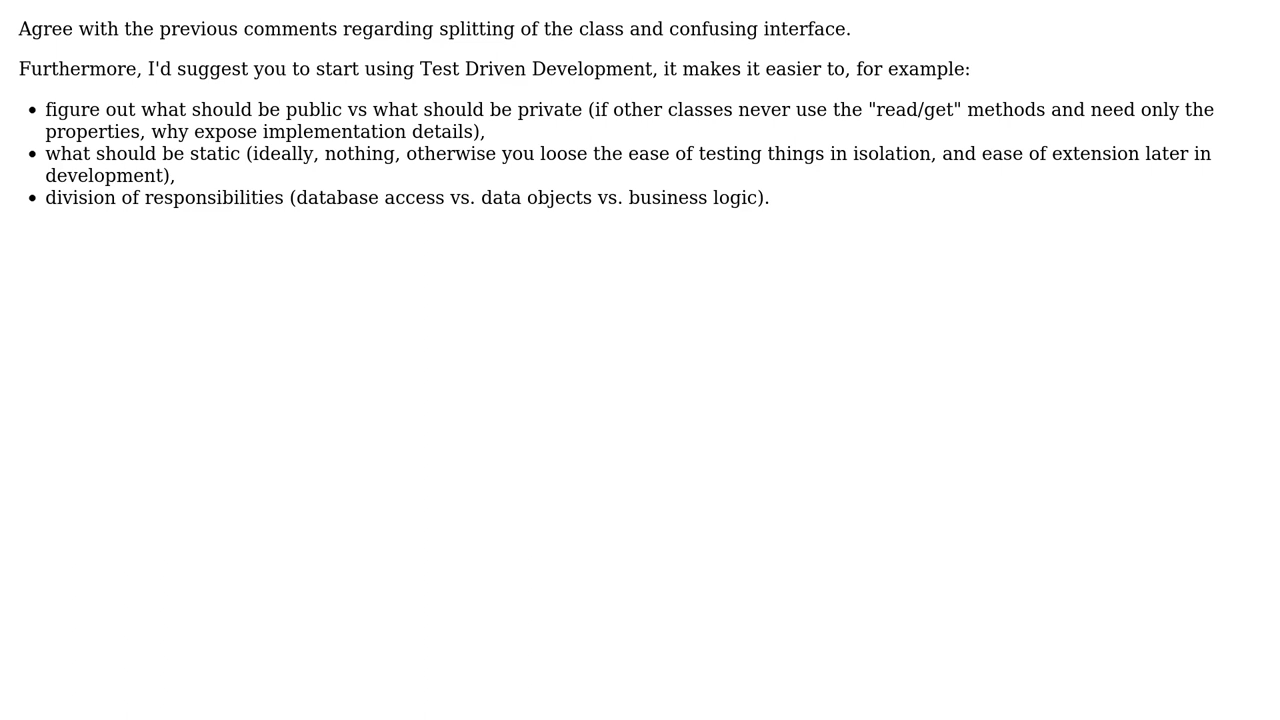 Agree with the previous comments regarding splitting of the class and confusing interface.
Furthermore, I'd suggest you to start using Test Driven Development, it makes it easier to, for example:
• figure out what should be public vs what should be private (if other classes never use the "read/get" methods and need only the
properties, why expose implementation details),
• what should be static (ideally, nothing, otherwise you loose the ease of testing things in isolation, and ease of extension later in
development),
• division of responsibilities (database access vs. data objects vs. business logic).